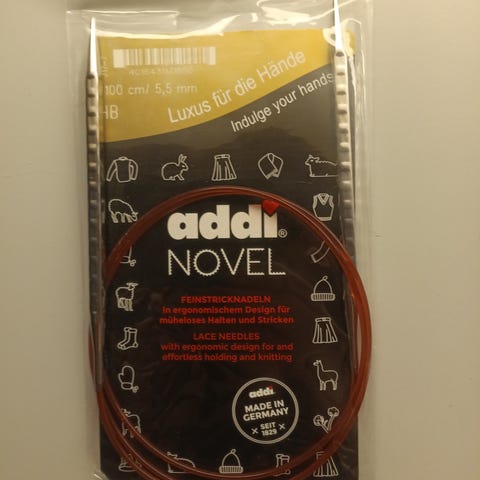 100 cm/ 5,5 mm
HB
Luxus für die Hände
Indulge your hands
addi®
NOVEL
FEINSTRICKNADELN
in ergonomischem Design für
müheloses Halten und Stricken
LACE NEEDLES
with ergonomic design for and
effortless holding and knitting
addi
MADE IN
GERMANY
SEIT
1829